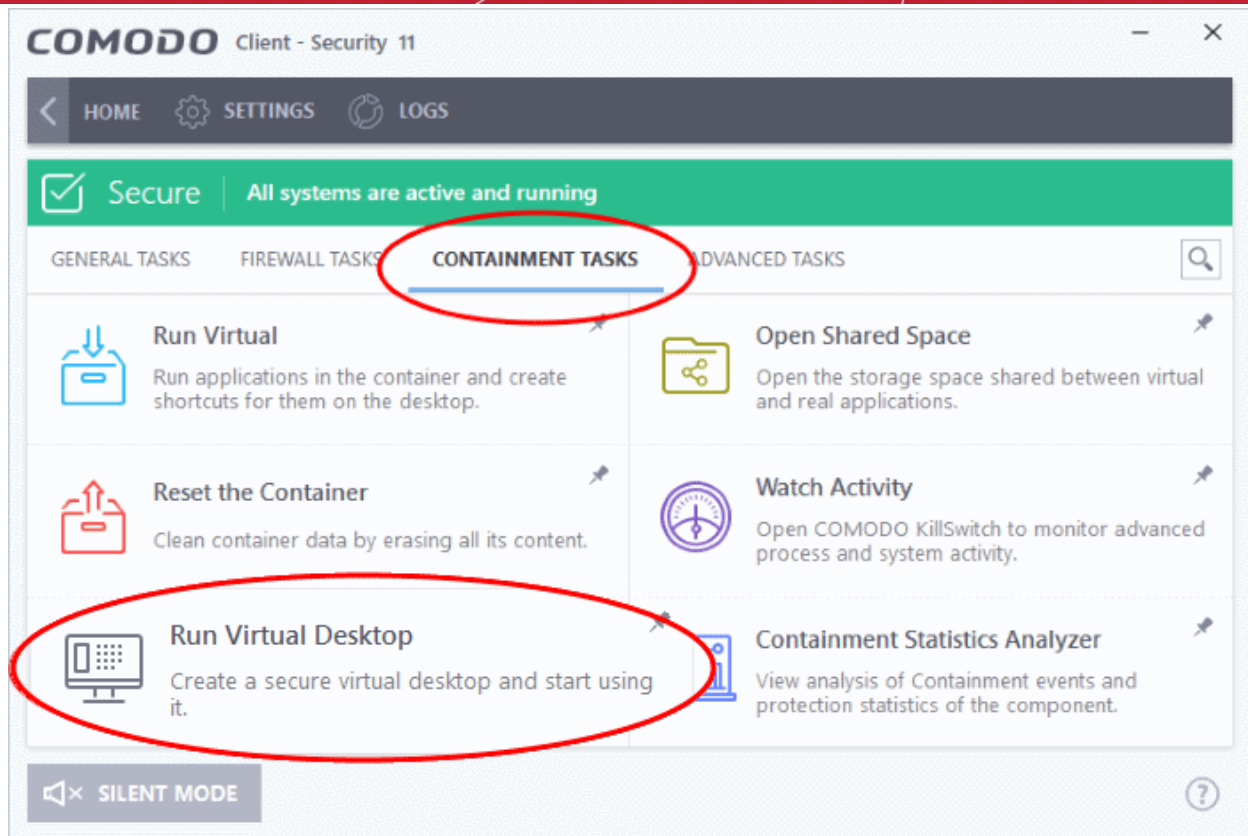 COMODO Client - Security 11
HOME SETTINGS LOGS
Secure All systems are active and running
GENERAL TASKS FIREWALL TASKS CONTAINMENT TASKS ADVANCED TASKS
Run Virtual
Run applications in the container and create
shortcuts for them on the desktop.
Open Shared Space
Open the storage space shared between virtual
and real applications.
Reset the Container
Clean container data by erasing all its content.
Watch Activity
Open COMODO KillSwitch to monitor advanced
process and system activity.
Run Virtual Desktop
Create a secure virtual desktop and start using
it.
Containment Statistics Analyzer
View analysis of Containment events and
protection statistics of the component.
SILENT MODE
?